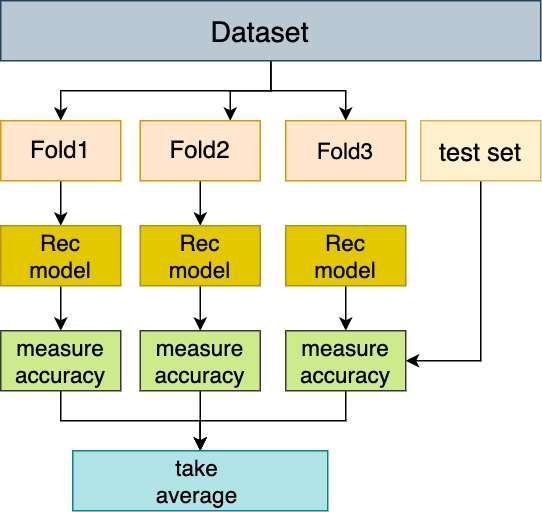 Dataset
Fold1
Fold2
Fold3
test set
Rec
model
Rec
model
Rec
model
measure
accuracy
measure
accuracy
measure
accuracy
take
average